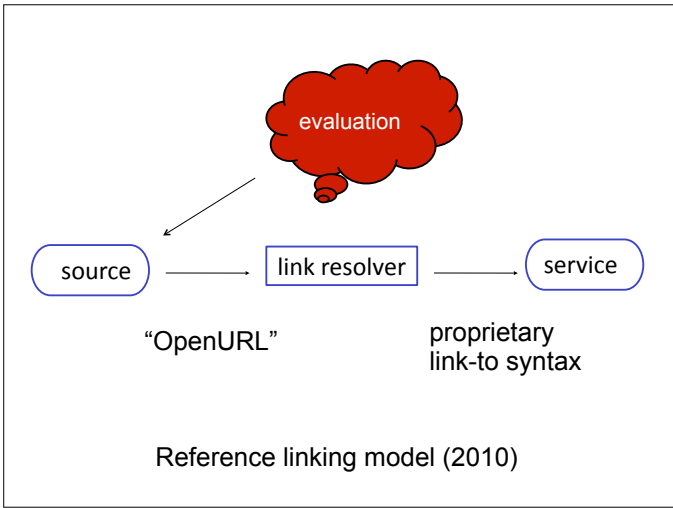 evaluation
source
link resolver
service
“OpenURL”
proprietary
link-to syntax
Reference linking model (2010)